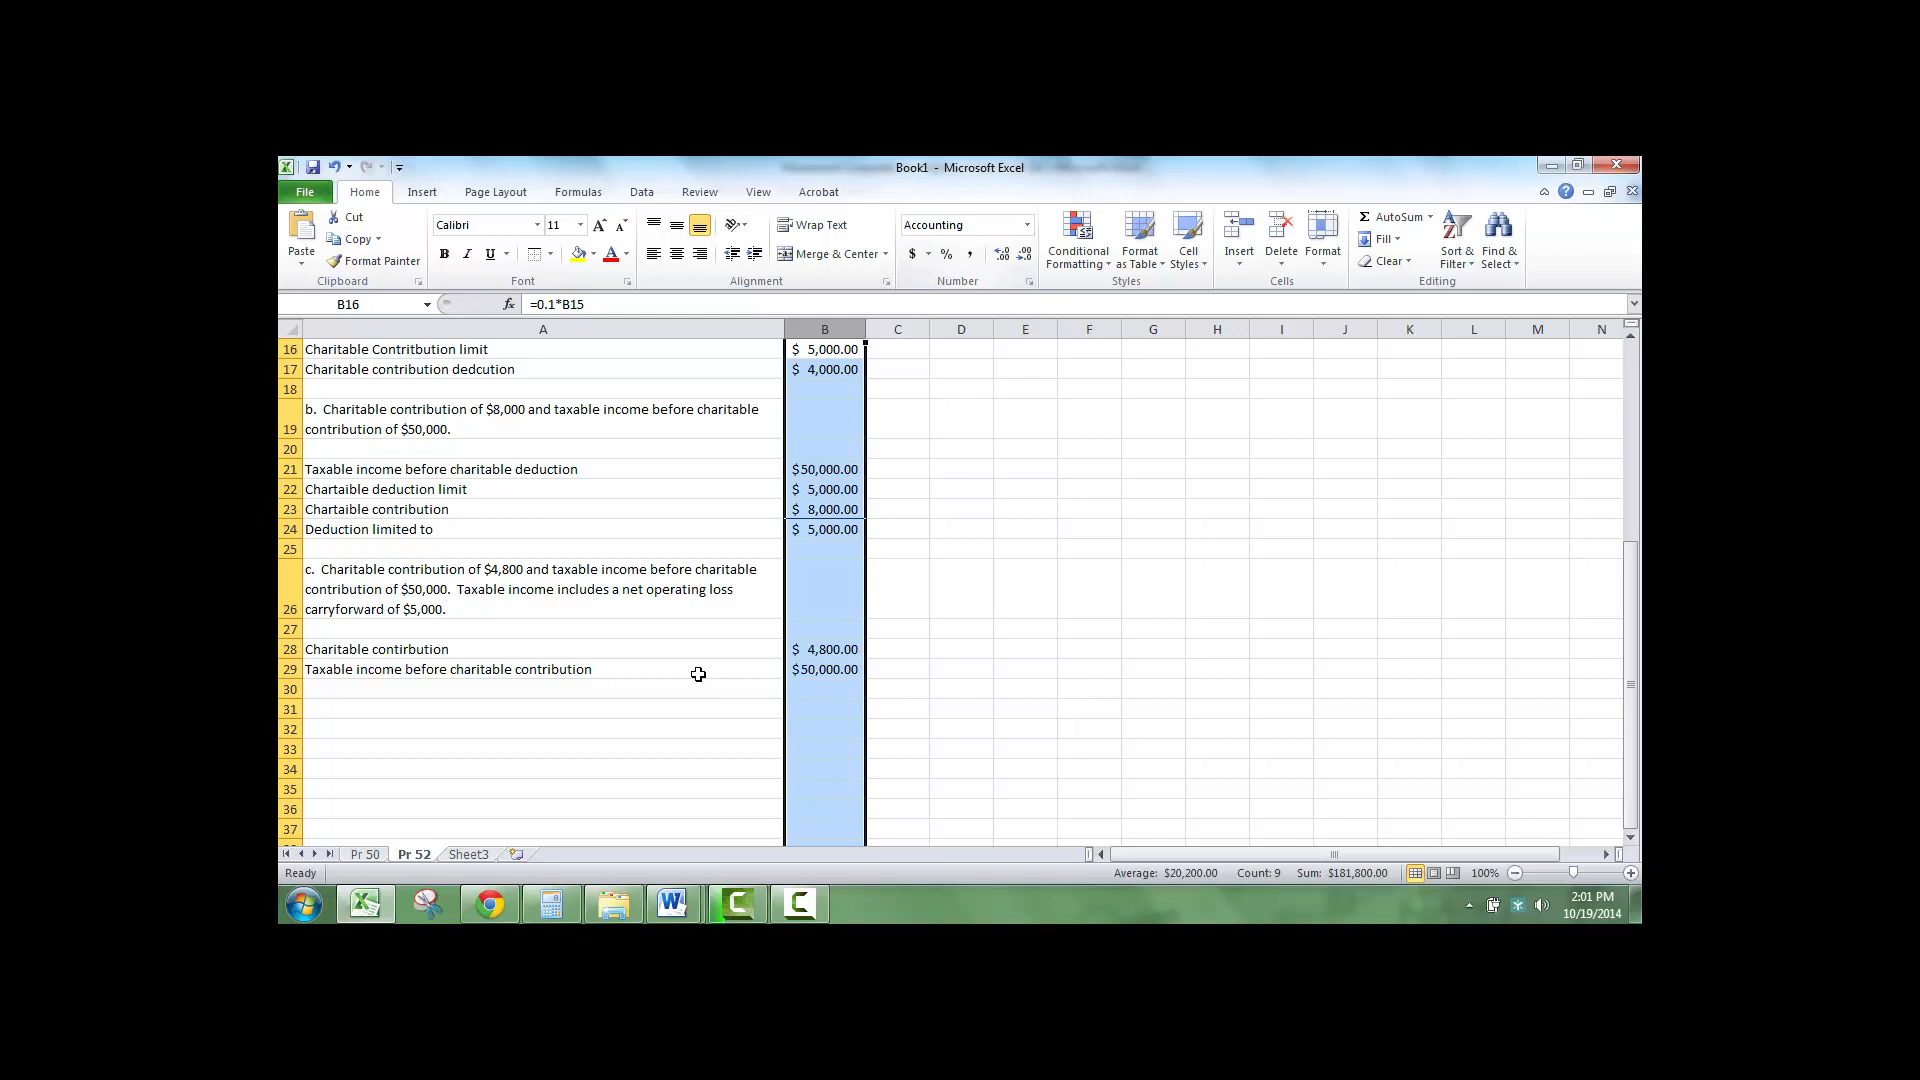 Book1 - Microsoft Excel
File Home Insert Page Layout Formulas Data Review View Acrobat
Cut
Copy
Format Painter
Paste
Clipboard
Calibri 11
B I U
Font
Wrap Text
Merge & Center
Alignment
Accounting
$ % ,
Number
Conditional Formatting
Format as Table
Cell Styles
Styles
Insert Delete Format
Cells
AutoSum
Fill
Clear
Sort & Filter
Find & Select
Editing
B16 fx =0.1*B15
A B C D E F G H I J K L M N
16 Charitable Contritbution limit $ 5,000.00
17 Charitable contribution dedcution $ 4,000.00
18
b. Charitable contribution of $8,000 and taxable income before charitable
19 contribution of $50,000.
20
21 Taxable income before charitable deduction $50,000.00
22 Chartaible deduction limit $ 5,000.00
23 Chartaible contribution $ 8,000.00
24 Deduction limited to $ 5,000.00
25
c. Charitable contribution of $4,800 and taxable income before charitable
contribution of $50,000. Taxable income includes a net operating loss
26 carryforward of $5,000.
27
28 Charitable contirbution $ 4,800.00
29 Taxable income before charitable contribution $50,000.00
30
31
32
33
34
35
36
37
Pr 50 Pr 52 Sheet3
Ready Average: $20,200.00 Count: 9 Sum: $181,800.00 100%
2:01 PM
10/19/2014